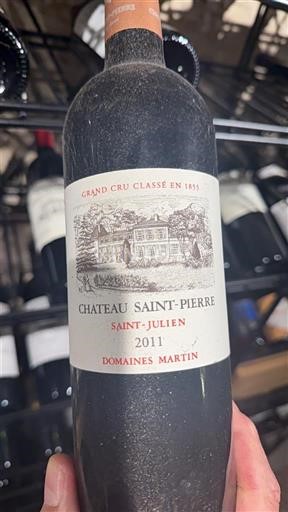 GRAND CRU CLASSÉ EN 1855
CHATEAU SAINT-PIERRE
SAINT-JULIEN
2011
DOMAINES MARTIN